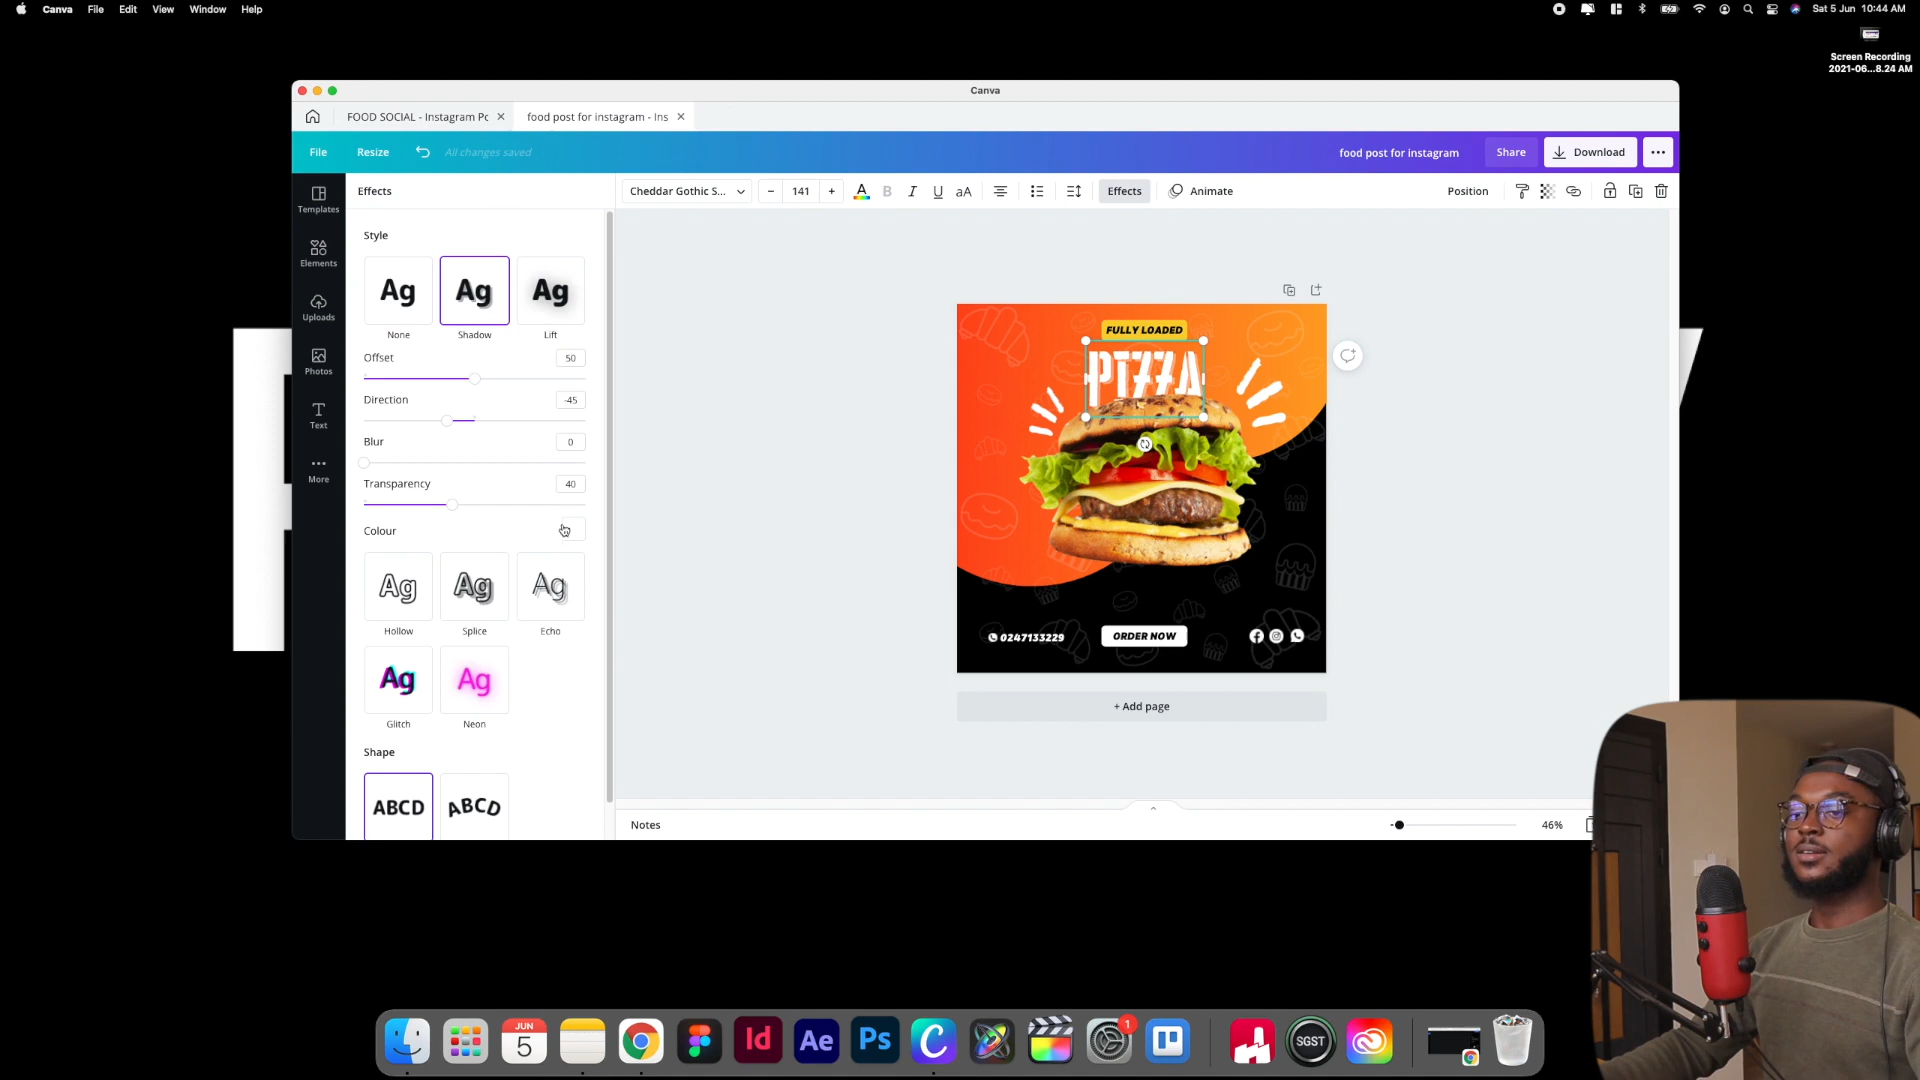 Canva File Edit View Window Help
Sat 5 Jun 10:44 AM
Screen Recording
2021-06...8.24 AM
Canva
FOOD SOCIAL - Instagram Pc
food post for instagram - Ins
File Resize All changes saved
food post for instagram Share Download
Templates
Elements
Uploads
Photos
Text
More
Effects
Cheddar Gothic S... - 141 + A B I U aA Effects Animate Position
Style
Ag Ag Ag
None Shadow Lift
Offset 50
Direction -45
Blur 0
Transparency 40
Colour
Ag Ag Ag
Hollow Splice Echo
Ag Ag
Glitch Neon
Shape
ABCD ABCD
FULLY LOADED
PIZZA
0247133229
ORDER NOW
+ Add page
Notes
46%
JUN
5
Id
Ae
Ps
C
1
SGST